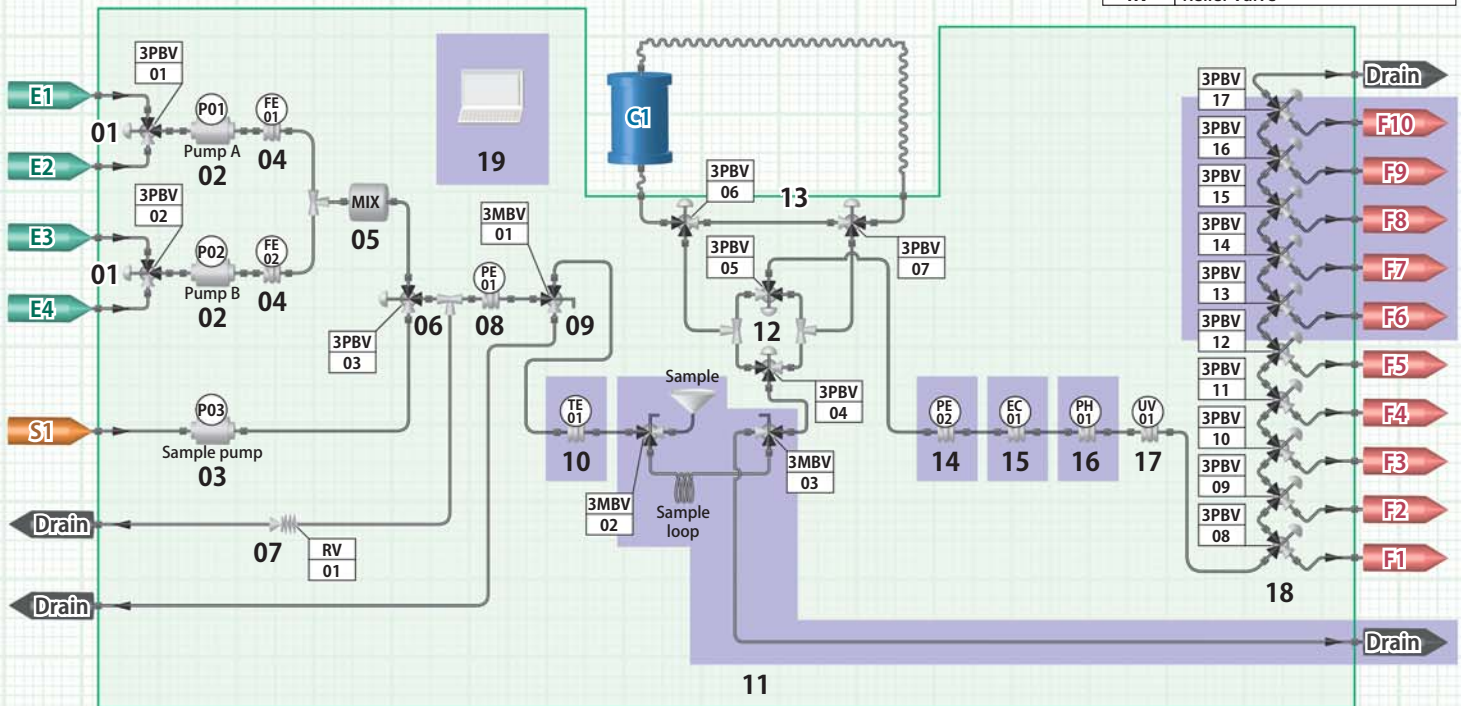 Relief valve
3PBV
01
E1
P01
FE
01
01
Pump A
02
04
E2
3PBV
02
MIX
05
E3
P02
FE
02
01
Pump B
02
04
E4
19
C1
3PBV
06
13
3MBV
01
3PBV
05
3PBV
07
PE
01
06
08
09
12
3PBV
03
3PBV
04
S1
P03
Sample pump
03
Sample
TE
01
10
3MBV
02
Sample
loop
3MBV
03
PE
02
14
EC
01
15
PH
01
16
UV
01
17
Drain
07
RV
01
Drain
11
3PBV
17
Drain
3PBV
16
F10
3PBV
15
F9
3PBV
14
F8
3PBV
13
F7
3PBV
12
F6
3PBV
11
F5
3PBV
10
F4
3PBV
09
F3
3PBV
08
F2
F1
18
Drain